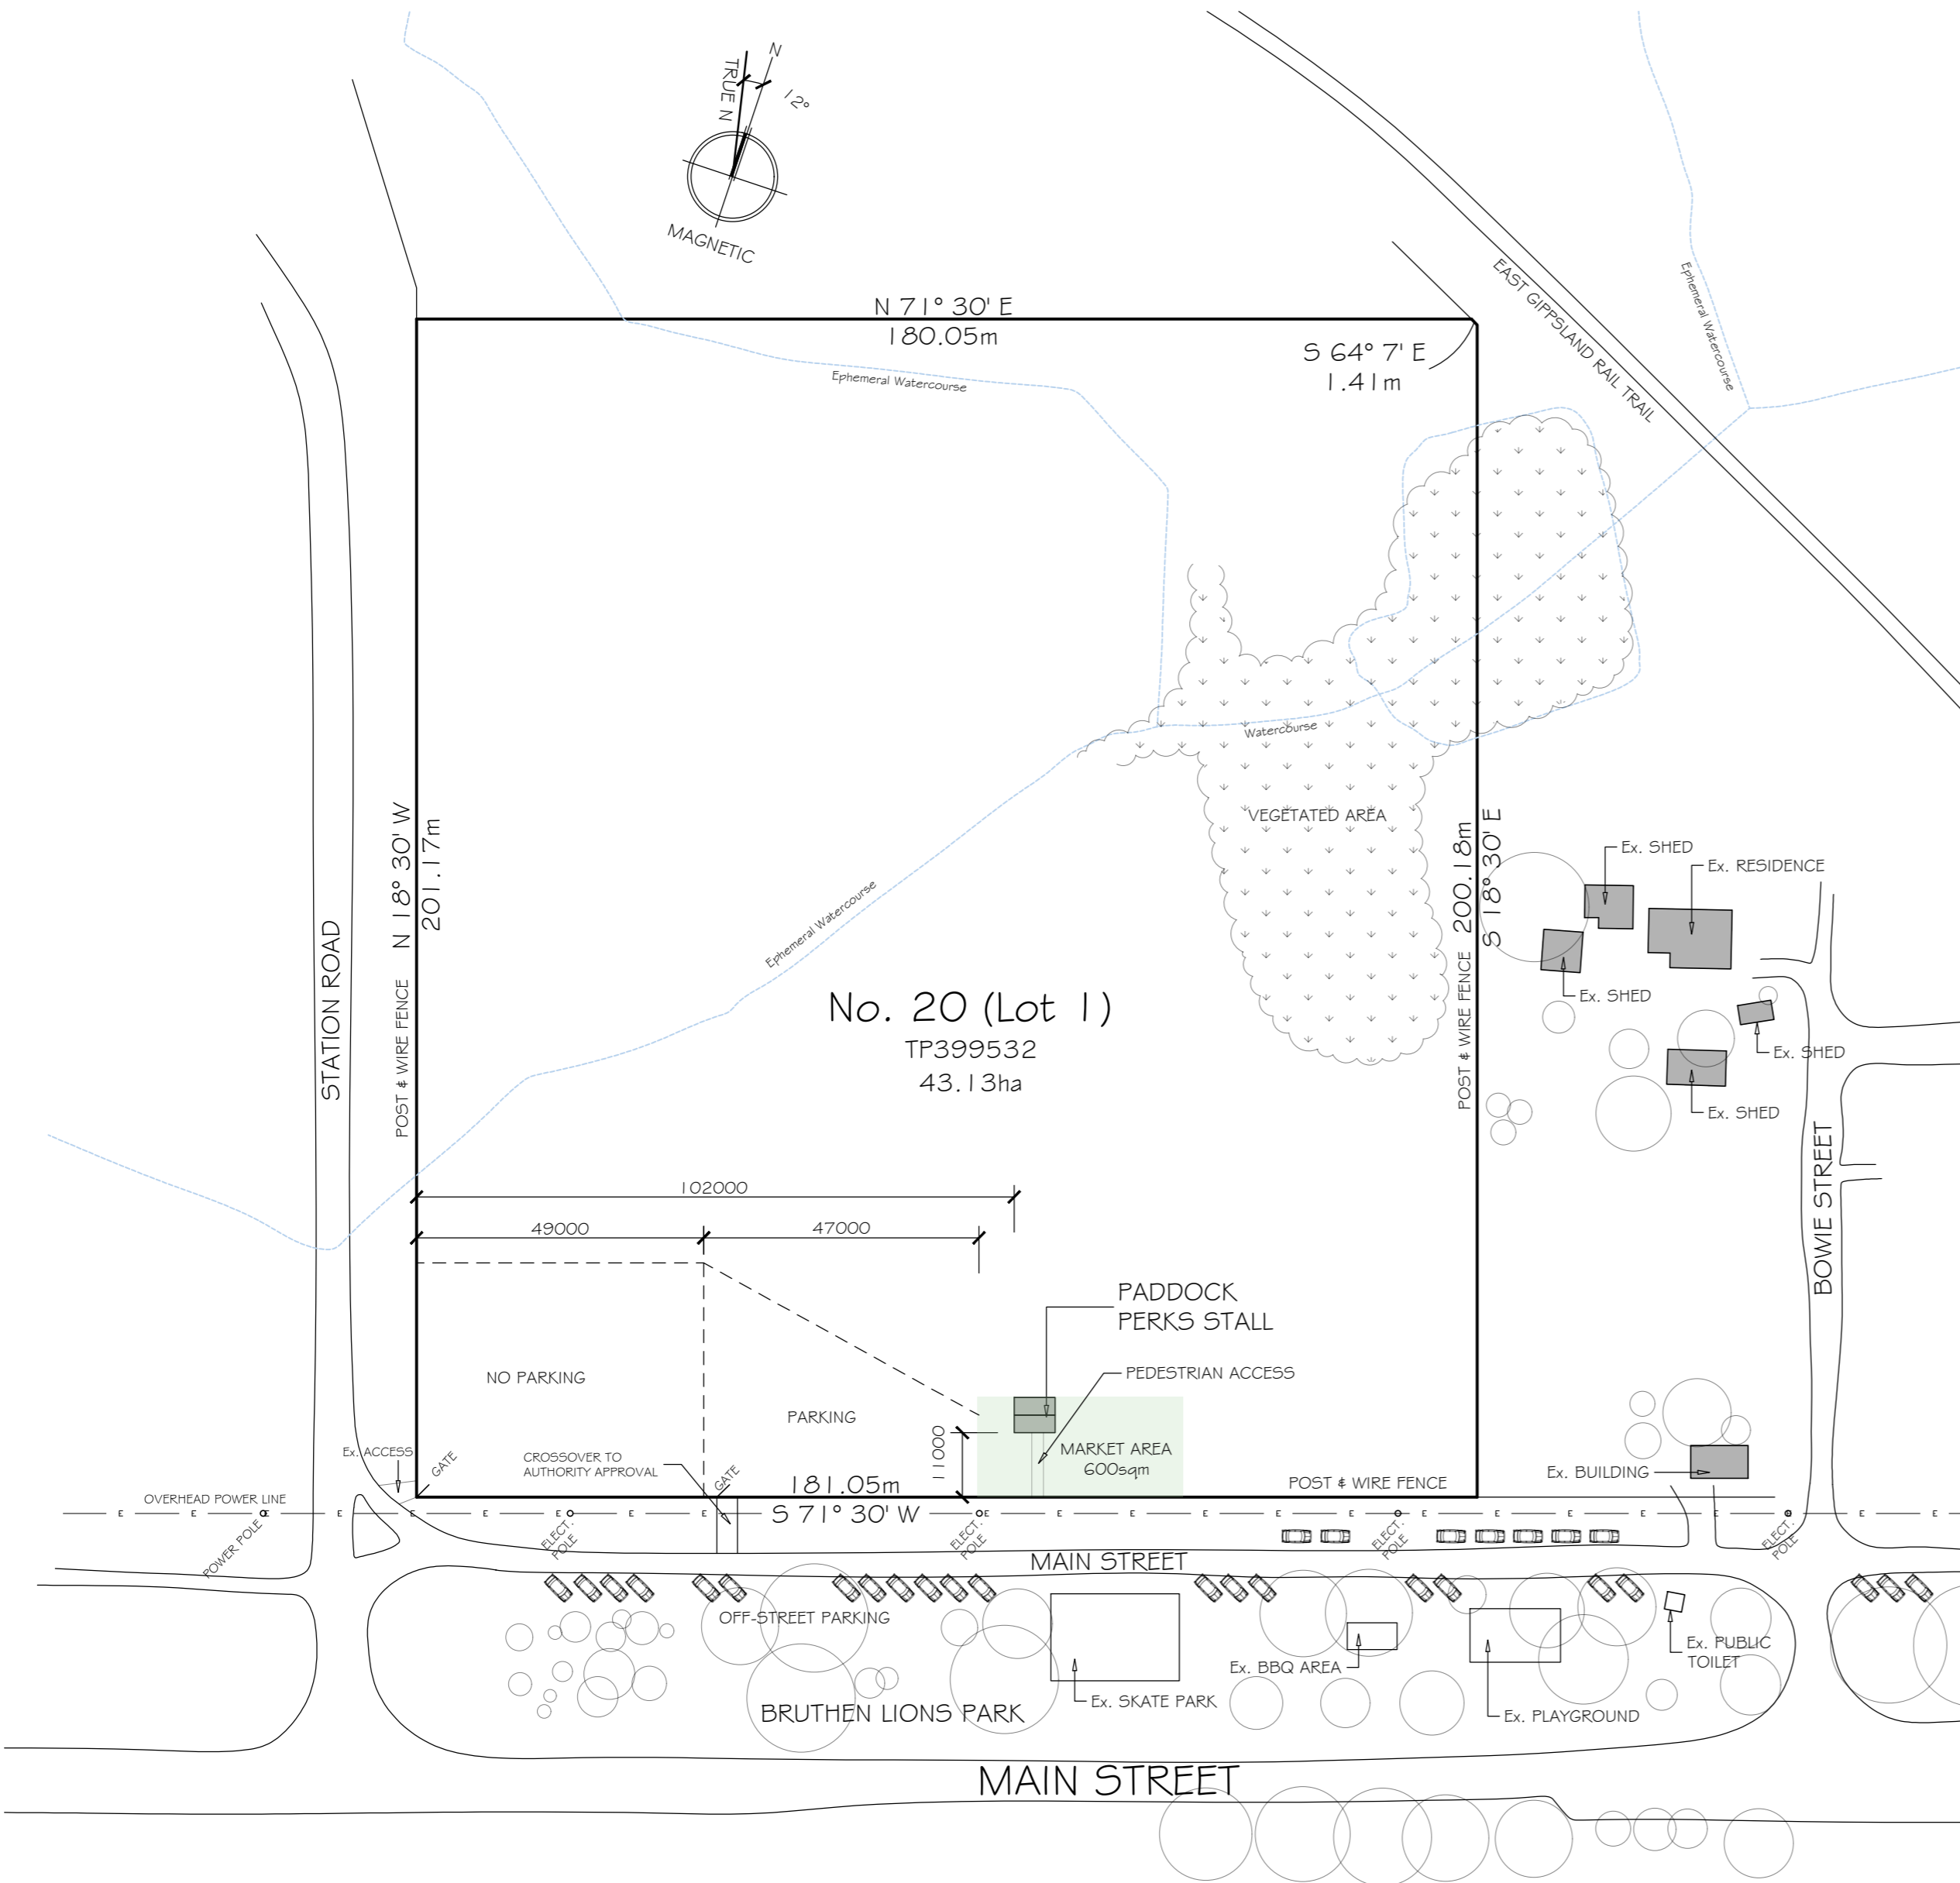 N
TRUE N
12°
MAGNETIC
EAST GIPPSLAND RAIL TRAIL
Ephemeral Watercourse
N 71° 30' E
180.05m
S 64° 7' E
1.41m
Ephemeral Watercourse
Watercourse
VEGETATED AREA
Ephemeral Watercourse
STATION ROAD
POST & WIRE FENCE
N 18° 30' W
201.17m
POST & WIRE FENCE
200.18m
S 18° 30' E
Ex. SHED
Ex. RESIDENCE
Ex. SHED
Ex. SHED
Ex. SHED
BOWIE STREET
No. 20 (Lot 1)
TP399532
43.13ha
102000
49000
47000
PADDOCK
PERKS STALL
PEDESTRIAN ACCESS
NO PARKING
PARKING
11000
MARKET AREA
600sqm
Ex. ACCESS
GATE
CROSSOVER TO
AUTHORITY APPROVAL
GATE
181.05m
S 71° 30' W
POST & WIRE FENCE
Ex. BUILDING
OVERHEAD POWER LINE
E E E E E E E E E E E E E E E E E E E E E E E E E E
POWER POLE
ELECT.
POLE
ELECT.
POLE
ELECT.
POLE
ELECT.
POLE
MAIN STREET
OFF-STREET PARKING
Ex. PUBLIC
TOILET
Ex. BBQ AREA
Ex. SKATE PARK
Ex. PLAYGROUND
BRUTHEN LIONS PARK
MAIN STREET